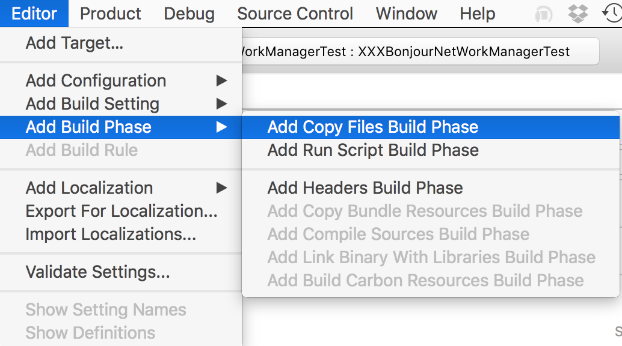 Editor Product Debug Source Control Window Help
Add Target...
orkManagerTest : XXXBonjourNetWorkManagerTest
Add Configuration
Add Build Setting
Add Build Phase
Add Copy Files Build Phase
Add Build Rule
Add Run Script Build Phase
Add Localization
Add Headers Build Phase
Export For Localization...
Add Copy Bundle Resources Build Phase
Import Localizations...
Add Compile Sources Build Phase
Add Link Binary With Libraries Build Phase
Validate Settings...
Add Build Carbon Resources Build Phase
Show Setting Names
Show Definitions
S